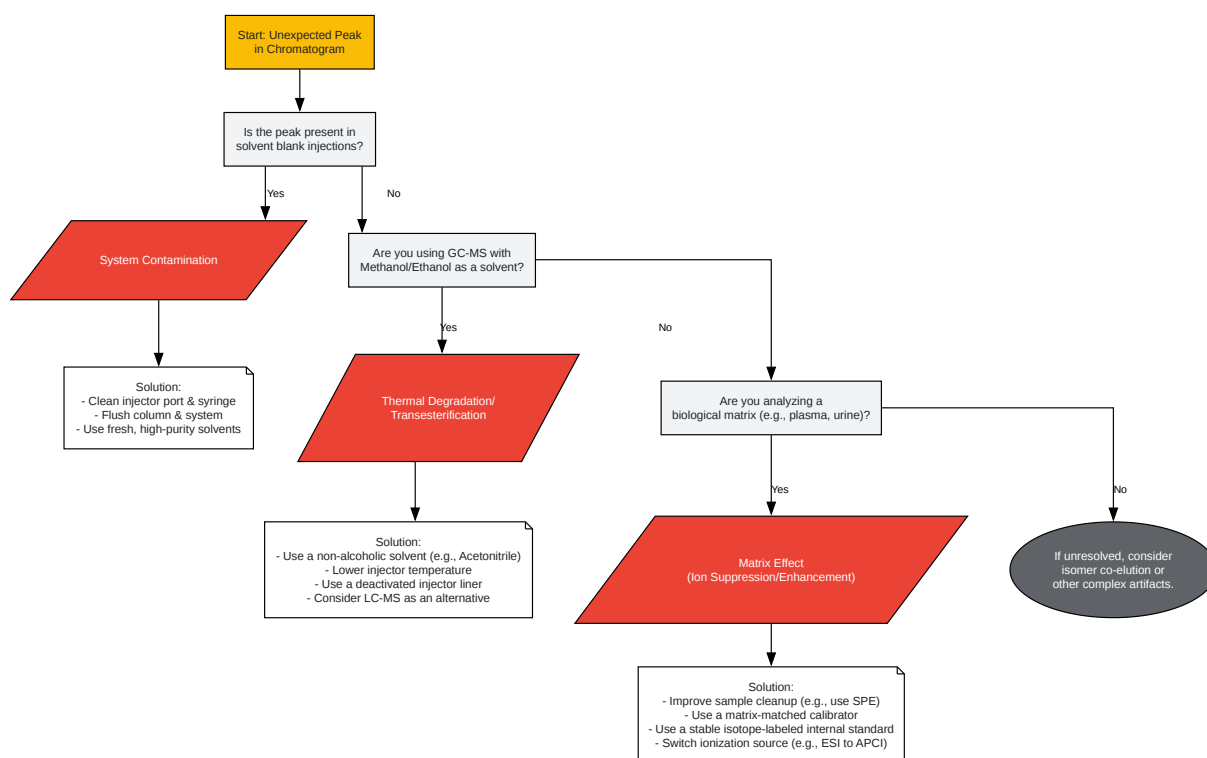 Start: Unexpected Peak
in Chromatogram
Is the peak present in
solvent blank injections?
Yes
No
System Contamination
Are you using GC-MS with
Methanol/Ethanol as a solvent?
Yes
No
Solution:
- Clean injector port & syringe
- Flush column & system
- Use fresh, high-purity solvents
Thermal Degradation/
Transesterification
Are you analyzing a
biological matrix (e.g., plasma, urine)?
Yes
No
Solution:
- Use a non-alcoholic solvent (e.g., Acetonitrile)
- Lower injector temperature
- Use a deactivated injector liner
- Consider LC-MS as an alternative
Matrix Effect
(Ion Suppression/Enhancement)
If unresolved, consider
isomer co-elution or
other complex artifacts.
Solution:
- Improve sample cleanup (e.g., use SPE)
- Use a matrix-matched calibrator
- Use a stable isotope-labeled internal standard
- Switch ionization source (e.g., ESI to APCI)